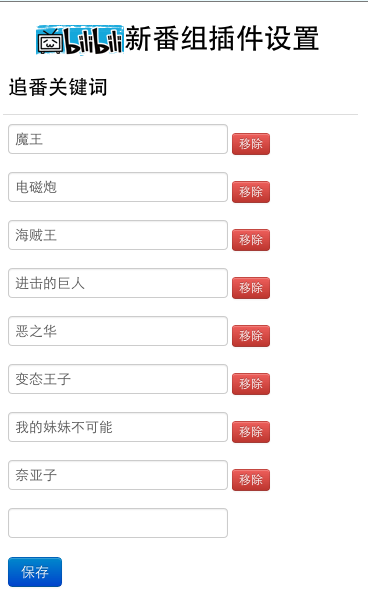 bilibili新番组插件设置
追番关键词
魔王 移除
电磁炮 移除
海贼王 移除
进击的巨人 移除
恶之华 移除
变态王子 移除
我的妹妹不可能 移除
奈亚子 移除
保存